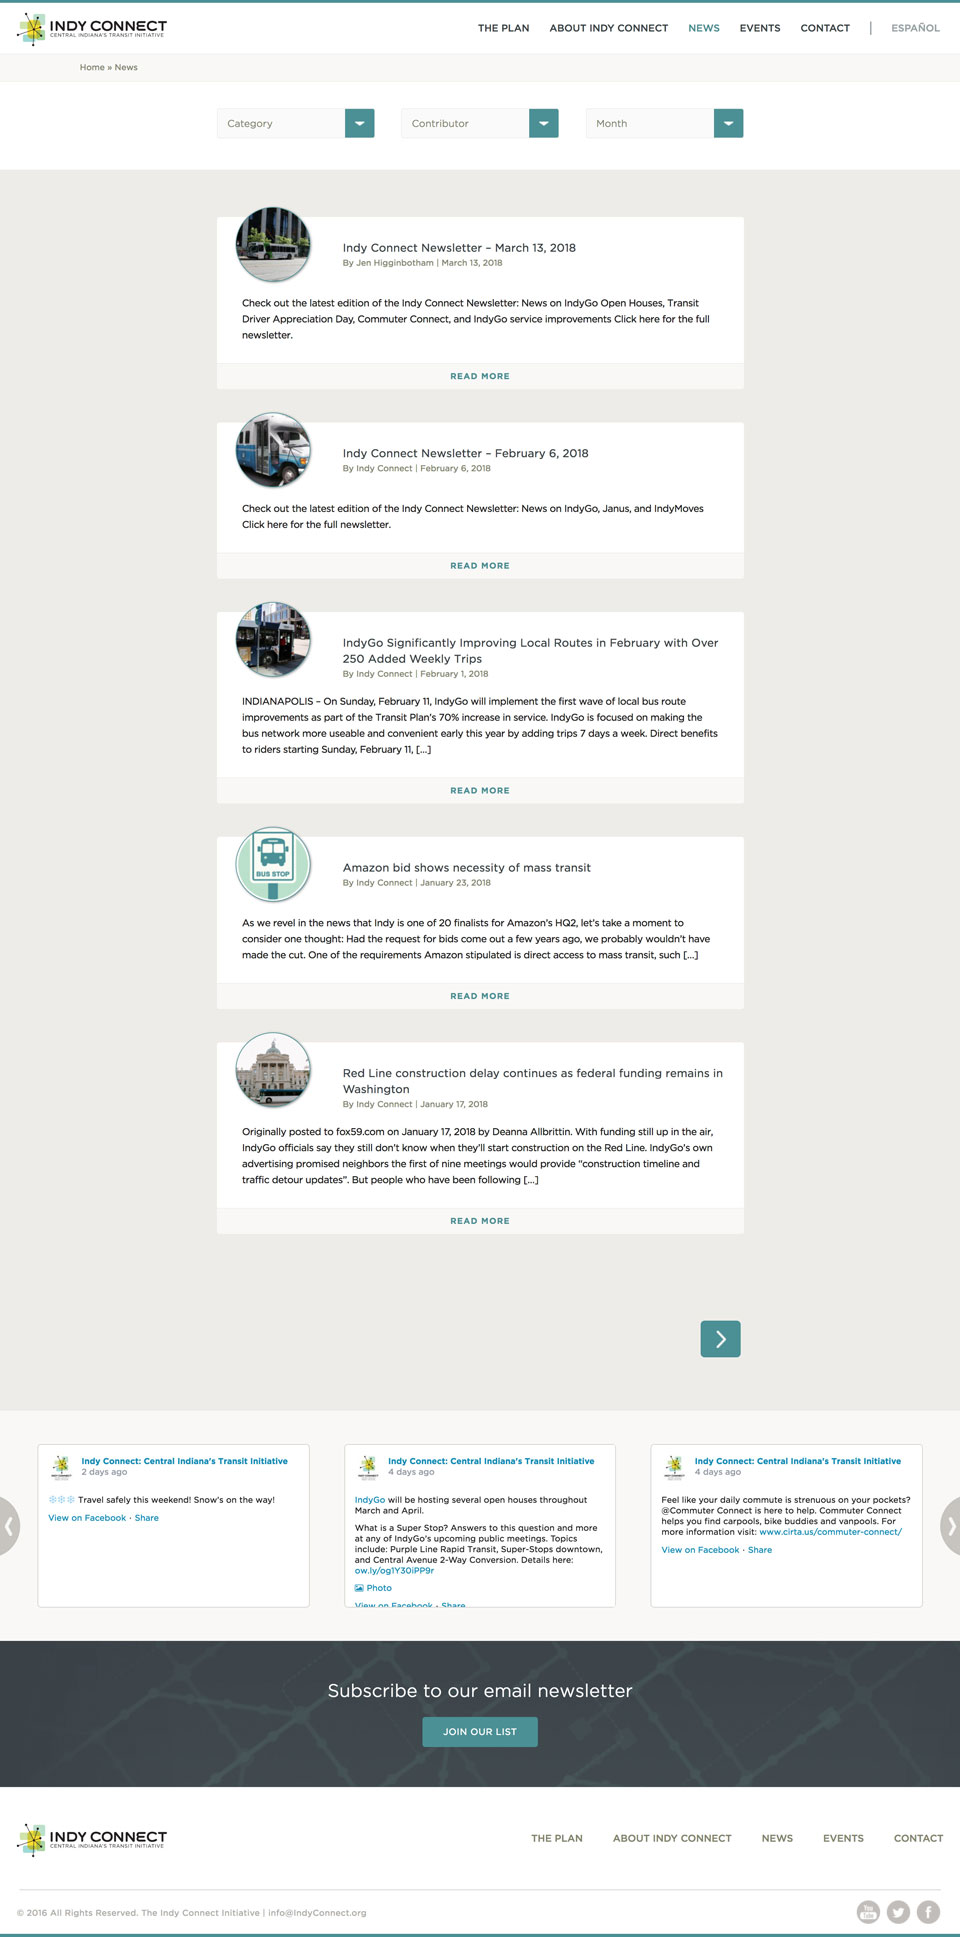 INDY CONNECT
CENTRAL INDIANA'S TRANSIT INITIATIVE
THE PLAN
ABOUT INDY CONNECT
NEWS
EVENTS
CONTACT
|
ESPAÑOL
Home » News
Category
Contributor
Month
Indy Connect Newsletter – March 13, 2018
By Jen Higginbotham | March 13, 2018
Check out the latest edition of the Indy Connect Newsletter: News on IndyGo Open Houses, Transit
Driver Appreciation Day, Commuter Connect, and IndyGo service improvements Click here for the full
newsletter.
READ MORE
Indy Connect Newsletter – February 6, 2018
By Indy Connect | February 6, 2018
Check out the latest edition of the Indy Connect Newsletter: News on IndyGo, Janus, and IndyMoves
Click here for the full newsletter.
READ MORE
IndyGo Significantly Improving Local Routes in February with Over
250 Added Weekly Trips
By Indy Connect | February 1, 2018
INDIANAPOLIS – On Sunday, February 11, IndyGo will implement the first wave of local bus route
improvements as part of the Transit Plan's 70% increase in service. IndyGo is focused on making the
bus network more useable and convenient early this year by adding trips 7 days a week. Direct benefits
to riders starting Sunday, February 11, [...]
READ MORE
BUS STOP
Amazon bid shows necessity of mass transit
By Indy Connect | January 23, 2018
As we revel in the news that Indy is one of 20 finalists for Amazon's HQ2, let's take a moment to
consider one thought: Had the request for bids come out a few years ago, we probably wouldn't have
made the cut. One of the requirements Amazon stipulated is direct access to mass transit, such [...]
READ MORE
Red Line construction delay continues as federal funding remains in
Washington
By Indy Connect | January 17, 2018
Originally posted to fox59.com on January 17, 2018 by Deanna Allbrittin. With funding still up in the air,
IndyGo officials say they still don't know when they'll start construction on the Red Line. IndyGo's own
advertising promised neighbors the first of nine meetings would provide “construction timeline and
traffic detour updates”. But people who have been following [...]
READ MORE
Indy Connect: Central Indiana's Transit Initiative
2 days ago
❄❄❄ Travel safely this weekend! Snow's on the way!
View on Facebook · Share
Indy Connect: Central Indiana's Transit Initiative
4 days ago
IndyGo will be hosting several open houses throughout
March and April.
What is a Super Stop? Answers to this question and more
at any of IndyGo's upcoming public meetings. Topics
include: Purple Line Rapid Transit, Super-Stops downtown,
and Central Avenue 2-Way Conversion. Details here:
ow.ly/og1Y30iPP9r
Photo
View on Facebook · Share
Indy Connect: Central Indiana's Transit Initiative
4 days ago
Feel like your daily commute is strenuous on your pockets?
@Commuter Connect is here to help. Commuter Connect
helps you find carpools, bike buddies and vanpools. For
more information visit: www.cirta.us/commuter-connect/
View on Facebook · Share
Subscribe to our email newsletter
JOIN OUR LIST
INDY CONNECT
CENTRAL INDIANA'S TRANSIT INITIATIVE
THE PLAN
ABOUT INDY CONNECT
NEWS
EVENTS
CONTACT
© 2016 All Rights Reserved. The Indy Connect Initiative | info@IndyConnect.org
You Tube